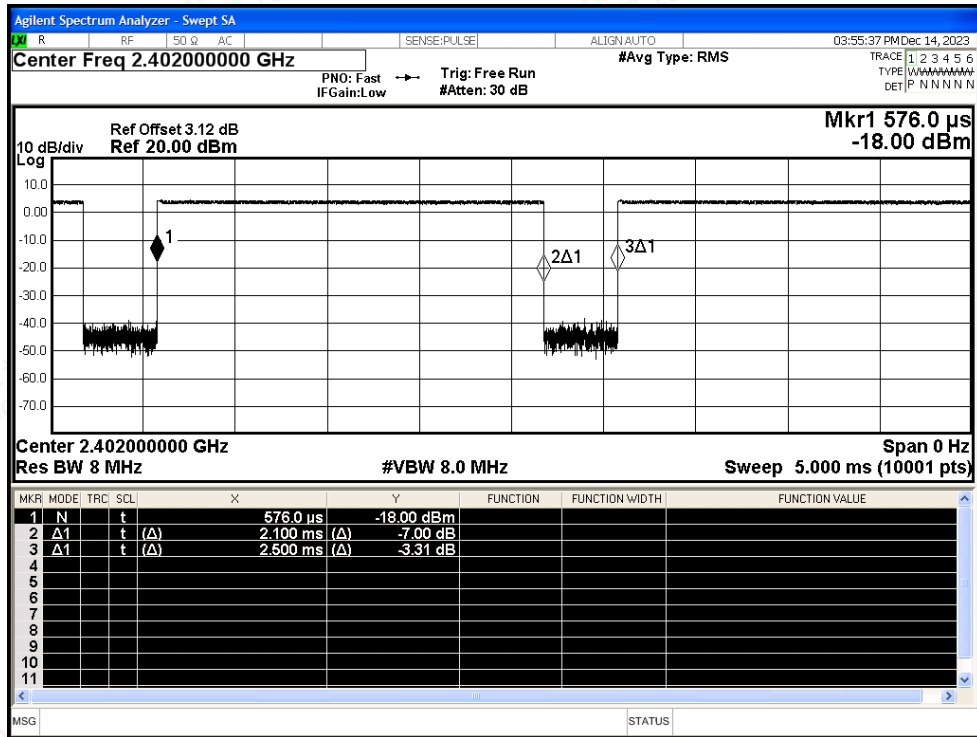 Agilent Spectrum Analyzer - Swept SA
LXI R RF 50 Ω AC SENSE:PULSE ALIGN AUTO 03:55:37 PM Dec 14, 2023
Center Freq 2.402000000 GHz
PNO: Fast
IFGain:Low
Trig: Free Run
#Atten: 30 dB
#Avg Type: RMS
TRACE 1 2 3 4 5 6
TYPE W
DET P N N N N N
Ref Offset 3.12 dB
10 dB/div Ref 20.00 dBm
Log
Mkr1 576.0 µs
-18.00 dBm
10.0
0.00
-10.0
-20.0
-30.0
-40.0
-50.0
-60.0
-70.0
1
2Δ1
3Δ1
Center 2.402000000 GHz Span 0 Hz
Res BW 8 MHz #VBW 8.0 MHz Sweep 5.000 ms (10001 pts)
MKR MODE TRC SCL X Y FUNCTION FUNCTION WIDTH FUNCTION VALUE
1 N t 576.0 µs -18.00 dBm
2 Δ1 t (Δ) 2.100 ms (Δ) -7.00 dB
3 Δ1 t (Δ) 2.500 ms (Δ) -3.31 dB
4
5
6
7
8
9
10
11
MSG STATUS